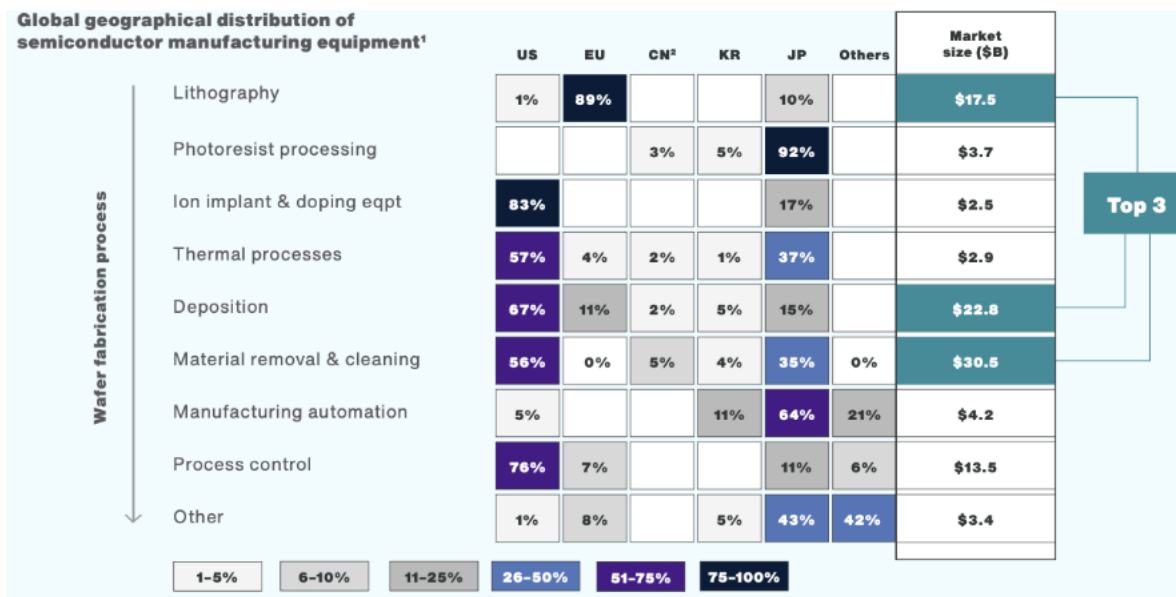 Global geographical distribution of
semiconductor manufacturing equipment¹
US EU CN² KR JP Others Market
size ($B)
Lithography 1% 89% 10% $17.5
Photoresist processing 3% 5% 92% $3.7
Ion implant & doping eqpt 83% 17% $2.5
Thermal processes 57% 4% 2% 1% 37% $2.9
Deposition 67% 11% 2% 5% 15% $22.8
Material removal & cleaning 56% 0% 5% 4% 35% 0% $30.5
Manufacturing automation 5% 11% 64% 21% $4.2
Process control 76% 7% 11% 6% $13.5
Other 1% 8% 5% 43% 42% $3.4
Wafer fabrication process
Top 3
1–5% 6–10% 11–25% 26–50% 51–75% 75–100%